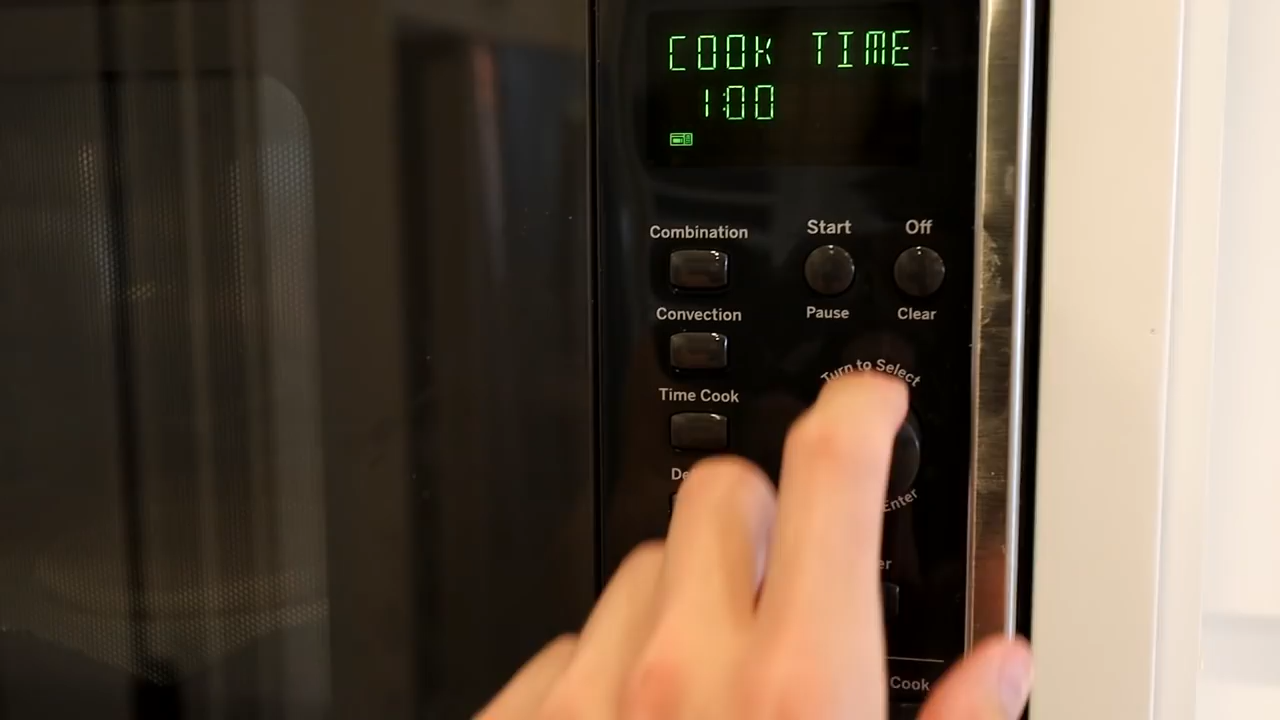 COOK TIME
1:00
Combination
Start
Off
Convection
Pause
Clear
Time Cook
Turn to Select
Enter
Cook